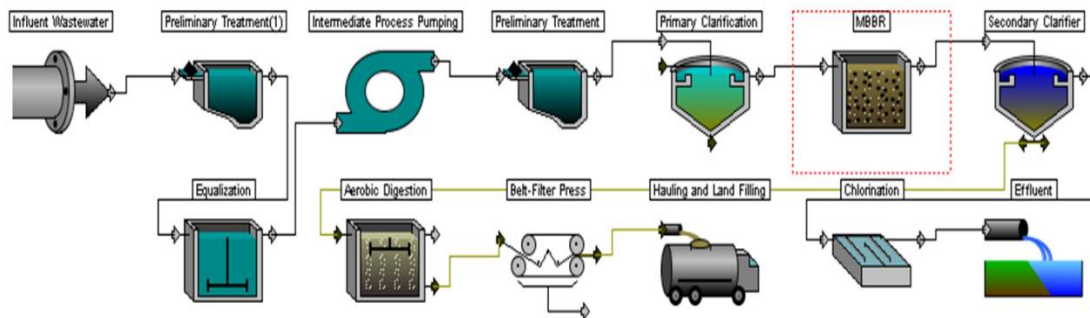 Influent Wastewater
Preliminary Treatment(1)
Intermediate Process Pumping
Preliminary Treatment
Primary Clarification
MBBR
Secondary Clarifier
Equalization
Aerobic Digestion
Belt-Filter Press
Hauling and Land Filling
Chlorination
Effluent